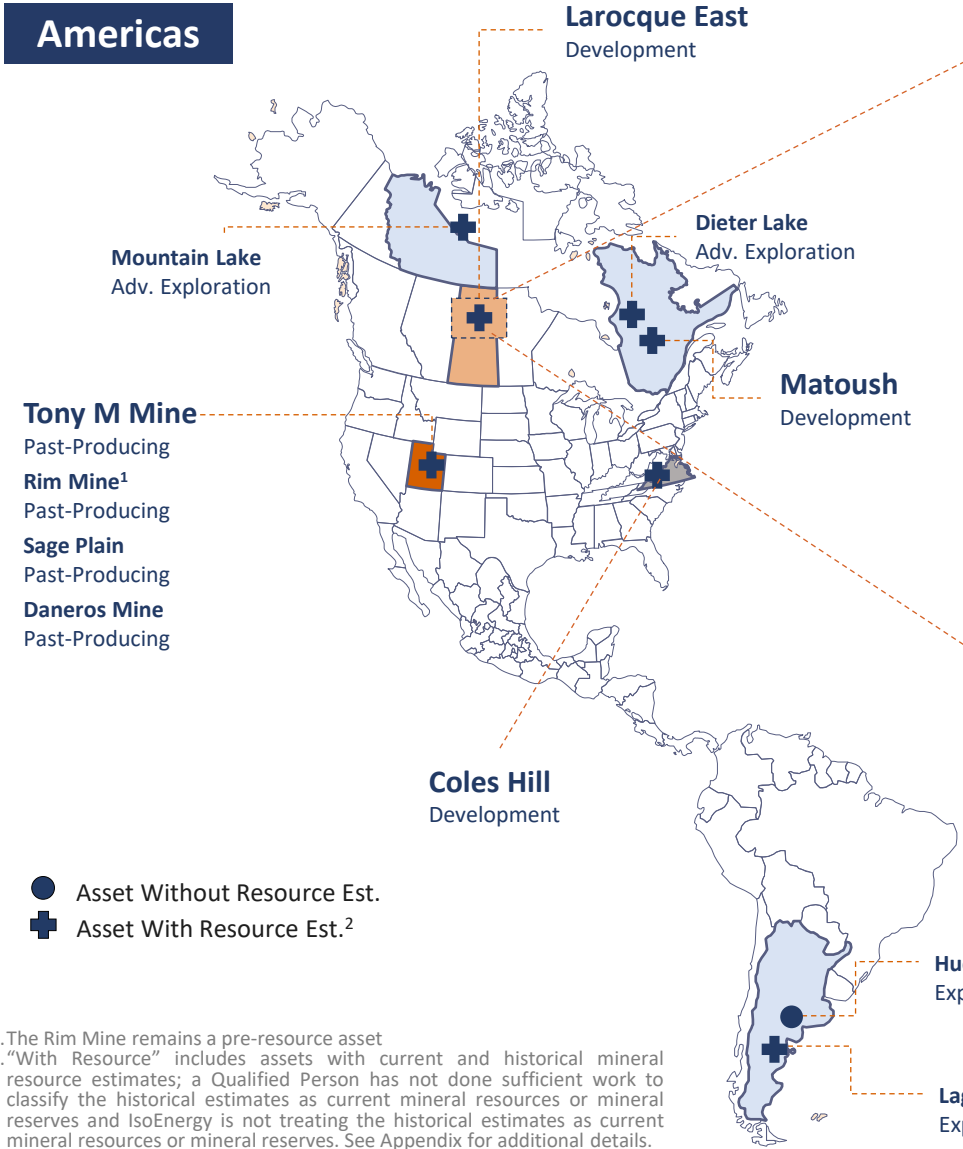 Americas
Larocque East
Development
Mountain Lake
Adv. Exploration
Dieter Lake
Adv. Exploration
Matoush
Development
Tony M Mine
Past-Producing
Rim Mine¹
Past-Producing
Sage Plain
Past-Producing
Daneros Mine
Past-Producing
Coles Hill
Development
Asset Without Resource Est.
Asset With Resource Est.²
.The Rim Mine remains a pre-resource asset
."With Resource" includes assets with current and historical mineral
resource estimates; a Qualified Person has not done sufficient work to
classify the historical estimates as current mineral resources or mineral
reserves and IsoEnergy is not treating the historical estimates as current
mineral resources or mineral reserves. See Appendix for additional details.